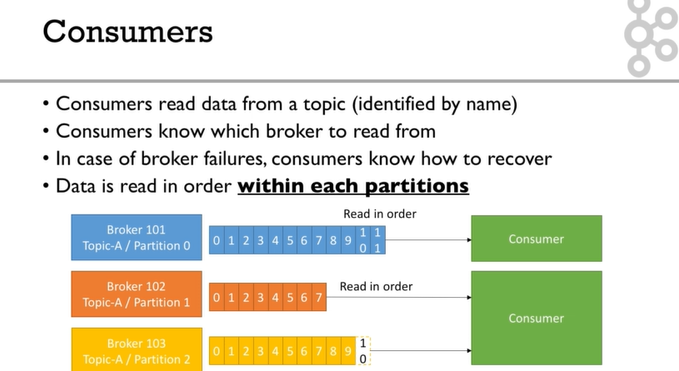 Consumers
• Consumers read data from a topic (identified by name)
• Consumers know which broker to read from
• In case of broker failures, consumers know how to recover
• Data is read in order within each partitions
Read in order
Broker 101
Topic-A / Partition 0
0 1 2 3 4 5 6 7 8 9 10 11
Consumer
Broker 102
Topic-A / Partition 1
0 1 2 3 4 5 6 7
Read in order
Consumer
Broker 103
Topic-A / Partition 2
0 1 2 3 4 5 6 7 8 9 10